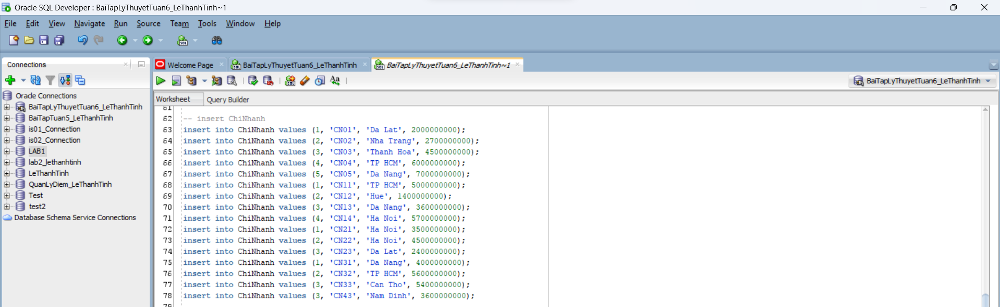 Oracle SQL Developer : BaiTapLyThuyetTuan6_LeThanhTinh~1
File Edit View Navigate Run Source Team Tools Window Help
Connections
Welcome Page
BaiTapLyThuyetTuan6_LeThanhTinh
BaiTapLyThuyetTuan6_LeThanhTinh~1
BaiTapLyThuyetTuan6_LeThanhTinh
Oracle Connections
BaiTapLyThuyetTuan6_LeThanhTinh
BaiTapTuan5_LeThanhTinh
is01_Connection
is02_Connection
LAB1
lab2_lethanhtinh
LeThanhTinh
QuanLyDiem_LeThanhTinh
Test
test2
Database Schema Service Connections
Worksheet Query Builder
61
62 -- insert ChiNhanh
63 insert into ChiNhanh values (1, 'CN01', 'Da Lat', 2000000000);
64 insert into ChiNhanh values (2, 'CN02', 'Nha Trang', 2700000000);
65 insert into ChiNhanh values (3, 'CN03', 'Thanh Hoa', 4500000000);
66 insert into ChiNhanh values (4, 'CN04', 'TP HCM', 6000000000);
67 insert into ChiNhanh values (5, 'CN05', 'Da Nang', 7000000000);
68 insert into ChiNhanh values (1, 'CN11', 'TP HCM', 5000000000);
69 insert into ChiNhanh values (2, 'CN12', 'Hue', 1400000000);
70 insert into ChiNhanh values (3, 'CN13', 'Da Nang', 3600000000);
71 insert into ChiNhanh values (4, 'CN14', 'Ha Noi', 5700000000);
72 insert into ChiNhanh values (1, 'CN21', 'Ha Noi', 3500000000);
73 insert into ChiNhanh values (2, 'CN22', 'Ha Noi', 4500000000);
74 insert into ChiNhanh values (3, 'CN23', 'Da Lat', 2400000000);
75 insert into ChiNhanh values (1, 'CN31', 'Da Nang', 4000000000);
76 insert into ChiNhanh values (2, 'CN32', 'TP HCM', 5600000000);
77 insert into ChiNhanh values (3, 'CN33', 'Can Tho', 5400000000);
78 insert into ChiNhanh values (3, 'CN43', 'Nam Dinh', 3600000000);
79